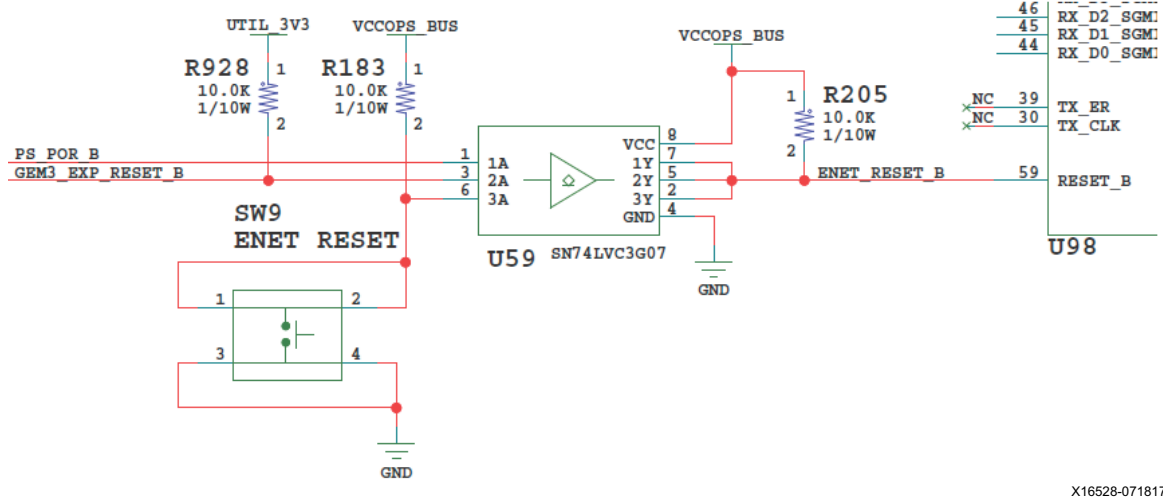 UTIL_3V3
VCCOPS_BUS
R928
10.0K
1/10W
1
2
R183
10.0K
1/10W
1
2
VCCOPS_BUS
R205
10.0K
1/10W
1
2
PS_POR_B
GEM3_EXP_RESET_B
1 1A
3 2A
6 3A
VCC 8
1Y 7
2Y 5
3Y 2
GND 4
U59 SN74LVC3G07
GND
SW9
ENET RESET
1 2
3 4
GND
ENET_RESET_B
46 RX_D2_SGMI
45 RX_D1_SGMI
44 RX_D0_SGMI
NC 39 TX_ER
NC 30 TX_CLK
59 RESET_B
U98
X16528-071817